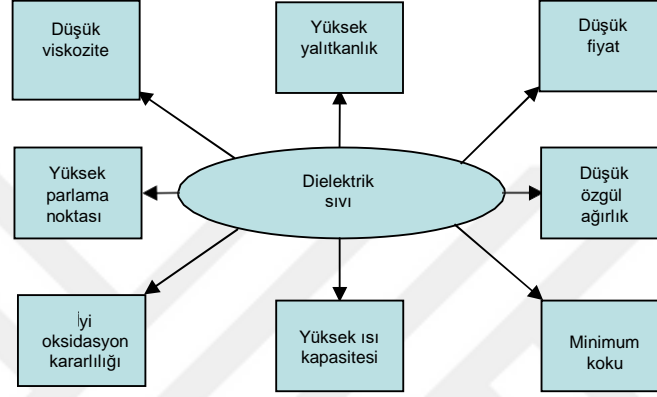 Düşük
viskozite
Yüksek
yalıtkanlık
Düşük
fiyat
Yüksek
parlama
noktası
Dielektrik
sıvı
Düşük
özgül
ağırlık
İyi
oksidasyon
kararlılığı
Yüksek ısı
kapasitesi
Minimum
koku